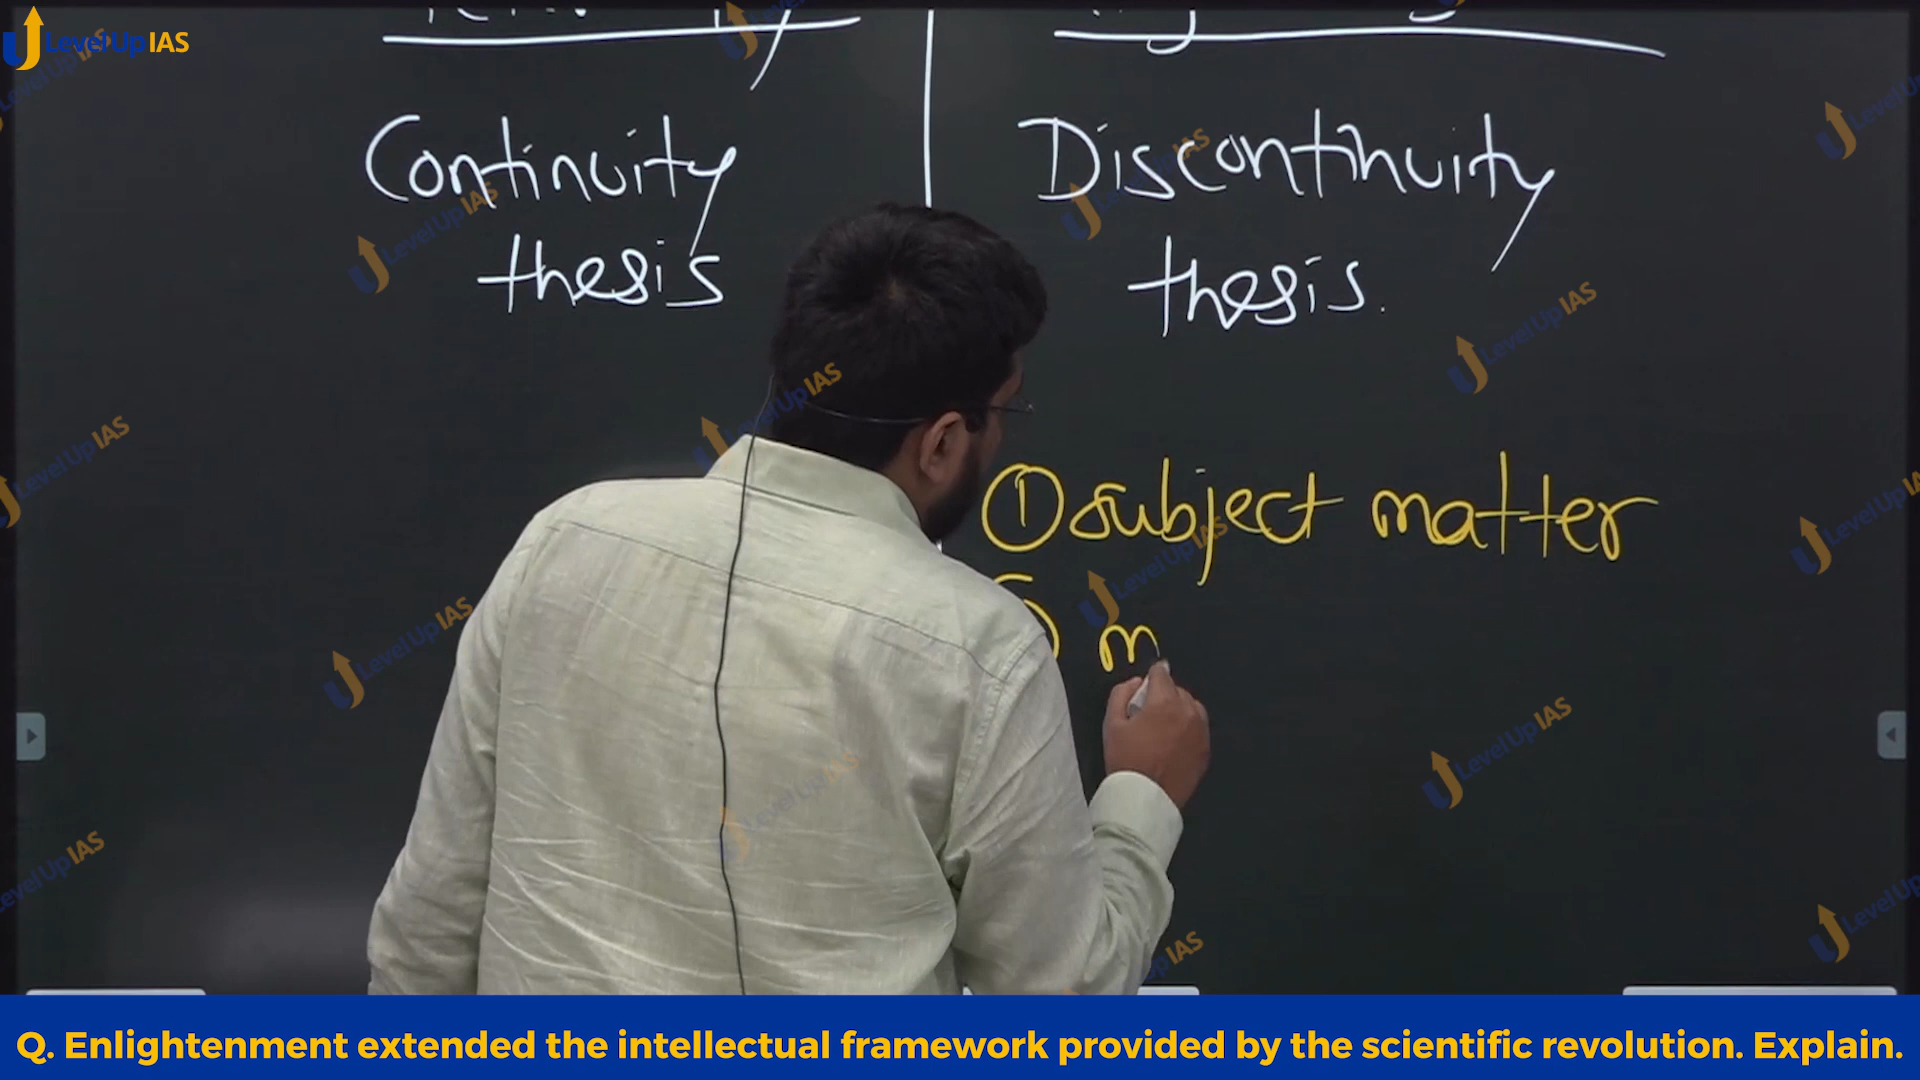 LevelUp IAS
Continuity
thesis
Discontinuity
thesis.
① subject matter
m
Q. Enlightenment extended the intellectual framework provided by the scientific revolution. Explain.